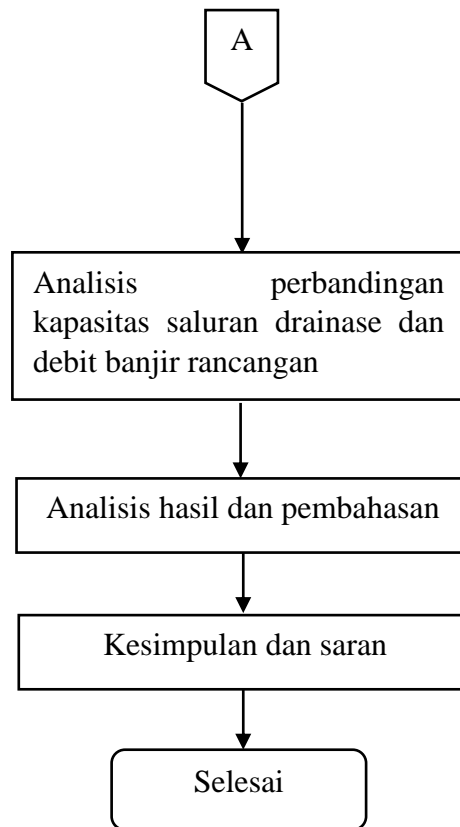 A
Analisis perbandingan
kapasitas saluran drainase dan
debit banjir rancangan
Analisis hasil dan pembahasan
Kesimpulan dan saran
Selesai